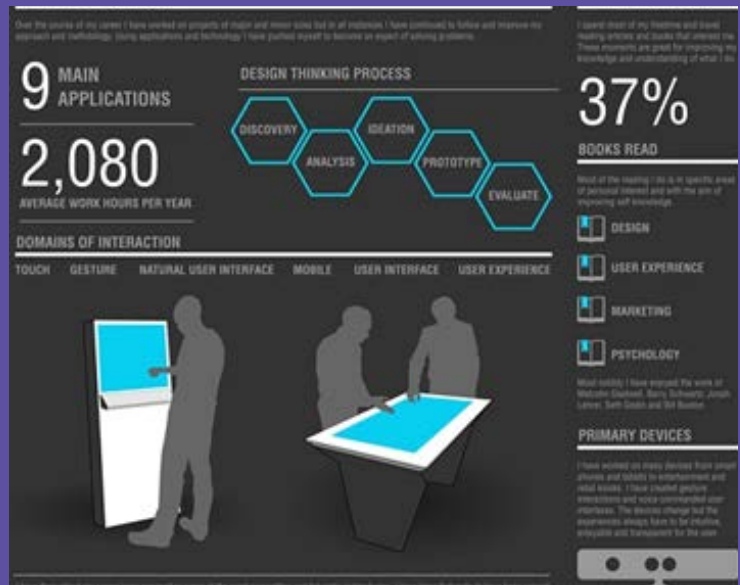 Over the course of my career I have worked on projects of major and minor sizes but in all instances I have continued to follow and improve my
approach and methodology. Using applications and technology I have pushed myself to become an expert of solving problems.
9 MAIN
APPLICATIONS
2,080
AVERAGE WORK HOURS PER YEAR
DESIGN THINKING PROCESS
DISCOVERY
ANALYSIS
IDEATION
PROTOTYPE
EVALUATE
DOMAINS OF INTERACTION
TOUCH GESTURE NATURAL USER INTERFACE MOBILE USER INTERFACE USER EXPERIENCE
I spend most of my freetime and travel
reading articles and books that interest me.
These moments are great for improving my
knowledge and understanding of what I do.
37%
BOOKS READ
Most of the reading I do is in specific areas
of personal interest and with the aim of
improving self knowledge.
DESIGN
USER EXPERIENCE
MARKETING
PSYCHOLOGY
Most notably I have enjoyed the work of
Malcolm Gladwell, Barry Schwartz, Jonah
Lehrer, Seth Godin and Bill Buxton.
PRIMARY DEVICES
I have worked on many devices from smart
phones and tablets to entertainment and
retail kiosks. I have created gesture
interactions and voice commanded user
interfaces. The devices change but the
experiences always have to be intuitive,
enjoyable and transparent for the user